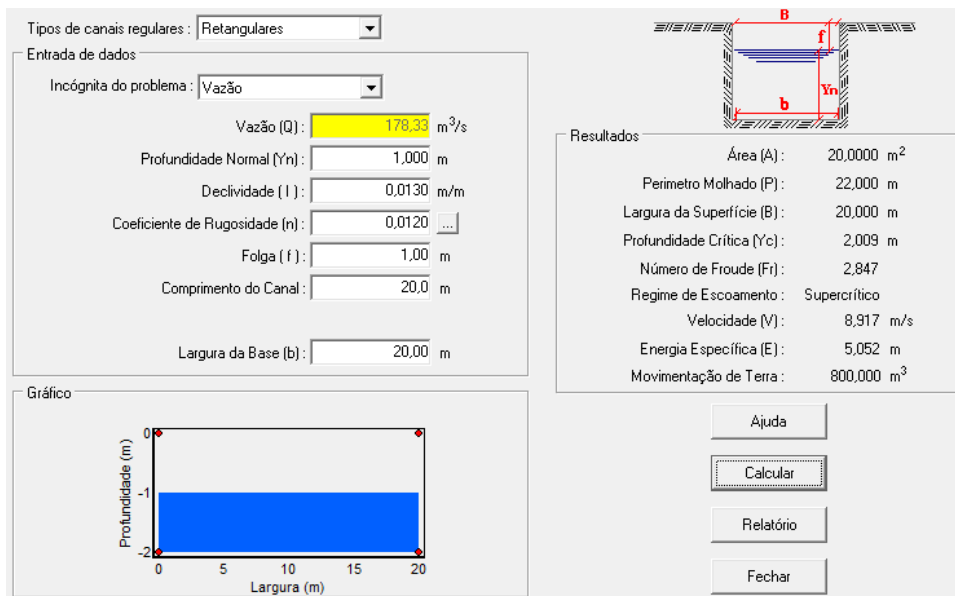 Tipos de canais regulares : Retangulares
Entrada de dados
Incógnita do problema : Vazão
Vazão (Q) : 178,33 m³/s
Profundidade Normal (Yn) : 1,000 m
Declividade ( I ) : 0,0130 m/m
Coeficiente de Rugosidade (n) : 0,0120 ...
Folga ( f ) : 1,00 m
Comprimento do Canal : 20,0 m
Largura da Base (b) : 20,00 m
B
f
Yn
b
Resultados
Área (A) : 20,0000 m²
Perimetro Molhado (P) : 22,000 m
Largura da Superfície (B) : 20,000 m
Profundidade Crítica (Yc) : 2,009 m
Número de Froude (Fr) : 2,847
Regime de Escoamento : Supercrítico
Velocidade (V) : 8,917 m/s
Energia Específica (E) : 5,052 m
Movimentação de Terra : 800,000 m³
Gráfico
Profundidade (m)
0
-1
-2
0 5 10 15 20
Largura (m)
Ajuda
Calcular
Relatório
Fechar